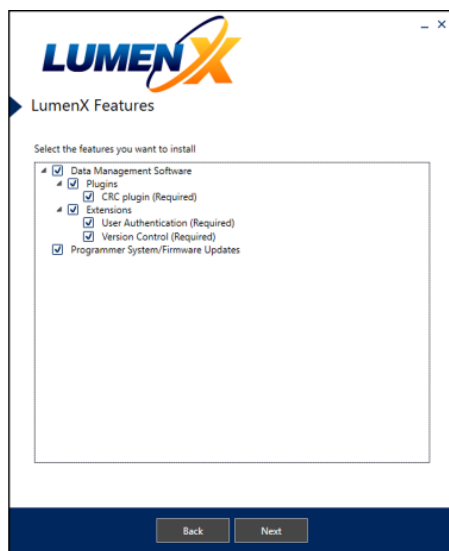 LUMENX
LumenX Features
Select the features you want to install
Data Management Software
Plugins
CRC plugin (Required)
Extensions
User Authentication (Required)
Version Control (Required)
Programmer System/Firmware Updates
Back Next